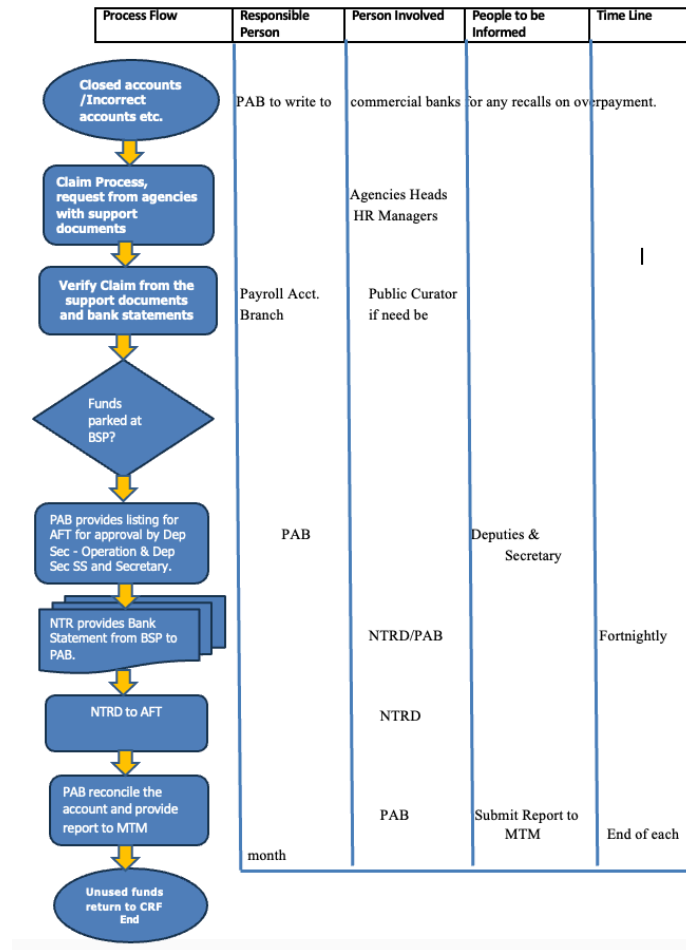 Process Flow
Responsible
Person
Person Involved
People to be
Informed
Time Line
Closed accounts
/Incorrect
accounts etc.
PAB to write to commercial banks for any recalls on overpayment.
Claim Process,
request from agencies
with support
documents
Agencies Heads
HR Managers
Verify Claim from the
support documents
and bank statements
Payroll Acct.
Branch
Public Curator
if need be
Funds
parked at
BSP?
PAB provides listing for
AFT for approval by Dep
Sec - Operation & Dep
Sec SS and Secretary.
PAB
Deputies &
Secretary
NTR provides Bank
Statement from BSP to
PAB.
NTRD/PAB
Fortnightly
NTRD to AFT
NTRD
PAB reconcile the
account and provide
report to MTM
PAB
Submit Report to
MTM
End of each
month
Unused funds
return to CRF
End